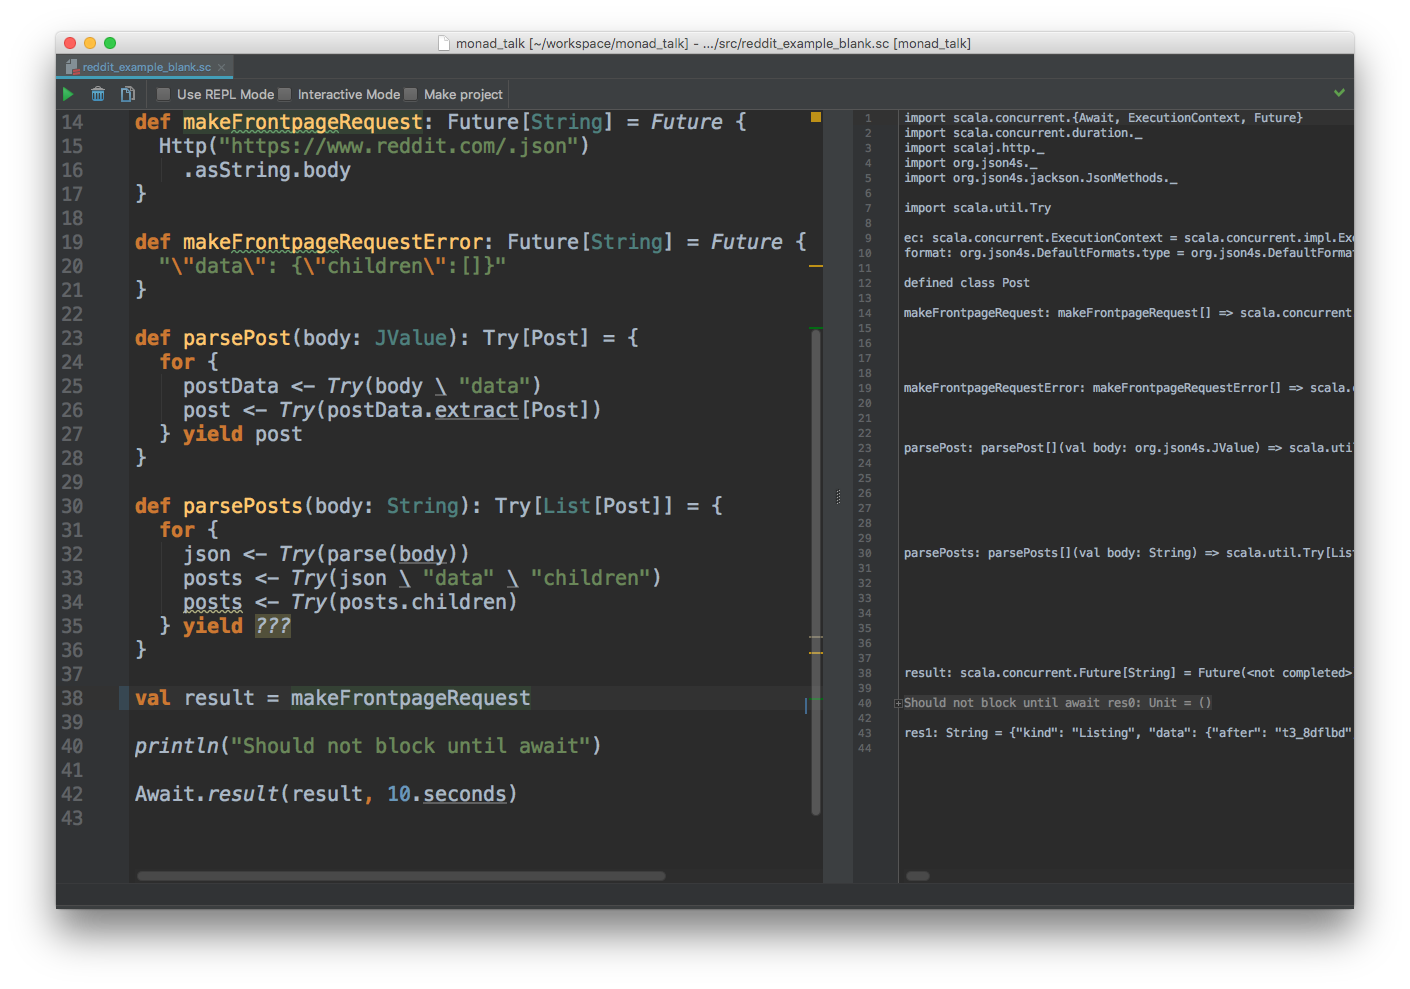 monad_talk [~/workspace/monad_talk] - .../src/reddit_example_blank.sc [monad_talk]
reddit_example_blank.sc
Use REPL Mode Interactive Mode Make project
14 def makeFrontpageRequest: Future[String] = Future {
15 Http("https://www.reddit.com/.json")
16 .asString.body
17 }
18
19 def makeFrontpageRequestError: Future[String] = Future {
20 "\"data\": {\"children\":[]}"
21 }
22
23 def parsePost(body: JValue): Try[Post] = {
24 for {
25 postData <- Try(body \ "data")
26 post <- Try(postData.extract[Post])
27 } yield post
28 }
29
30 def parsePosts(body: String): Try[List[Post]] = {
31 for {
32 json <- Try(parse(body))
33 posts <- Try(json \ "data" \ "children")
34 posts <- Try(posts.children)
35 } yield ???
36 }
37
38 val result = makeFrontpageRequest
39
40 println("Should not block until await")
41
42 Await.result(result, 10.seconds)
43
1 import scala.concurrent.{Await, ExecutionContext, Future}
2 import scala.concurrent.duration._
3 import scalaj.http._
4 import org.json4s._
5 import org.json4s.jackson.JsonMethods._
6
7 import scala.util.Try
8
9 ec: scala.concurrent.ExecutionContext = scala.concurrent.impl.Exe
10 format: org.json4s.DefaultFormats.type = org.json4s.DefaultFormat
11
12 defined class Post
13
14 makeFrontpageRequest: makeFrontpageRequest[] => scala.concurrent
15
16
17
18
19 makeFrontpageRequestError: makeFrontpageRequestError[] => scala.
20
21
22
23 parsePost: parsePost[](val body: org.json4s.JValue) => scala.util
24
25
26
27
28
29
30 parsePosts: parsePosts[](val body: String) => scala.util.Try[List
31
32
33
34
35
36
37
38 result: scala.concurrent.Future[String] = Future(<not completed>
39
40 Should not block until await res0: Unit = ()
42
43 res1: String = {"kind": "Listing", "data": {"after": "t3_8dflbd"
44